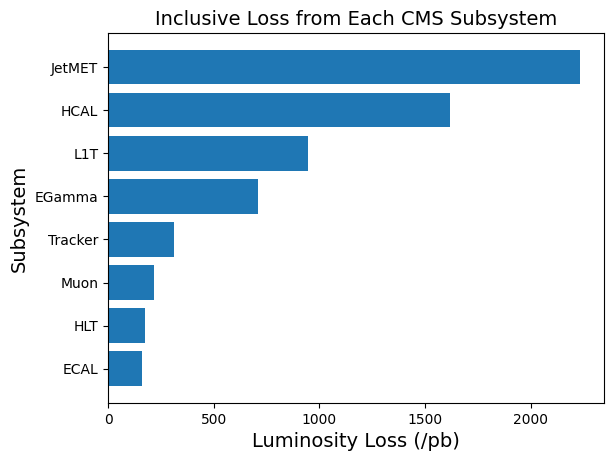 Inclusive Loss from Each CMS Subsystem
Subsystem
JetMET
HCAL
L1T
EGamma
Tracker
Muon
HLT
ECAL
0 500 1000 1500 2000
Luminosity Loss (/pb)